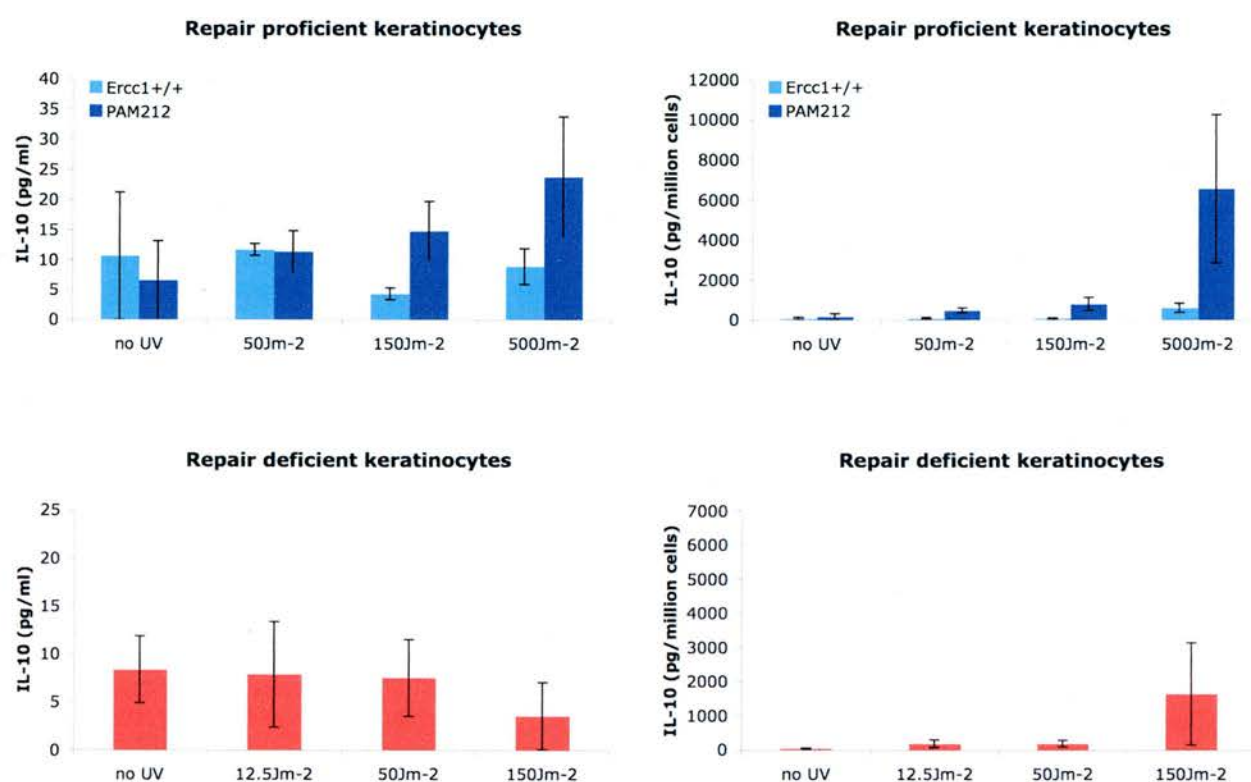 Repair proficient keratinocytes
IL-10 (pg/ml)
40
35
30
25
20
15
10
5
0
Ercc1+/+
PAM212
no UV 50Jm-2 150Jm-2 500Jm-2
Repair proficient keratinocytes
IL-10 (pg/million cells)
12000
10000
8000
6000
4000
2000
0
Ercc1+/+
PAM212
no UV 50Jm-2 150Jm-2 500Jm-2
Repair deficient keratinocytes
IL-10 (pg/ml)
25
20
15
10
5
0
no UV 12.5Jm-2 50Jm-2 150Jm-2
Repair deficient keratinocytes
IL-10 (pg/million cells)
7000
6000
5000
4000
3000
2000
1000
0
no UV 12.5Jm-2 50Jm-2 150Jm-2